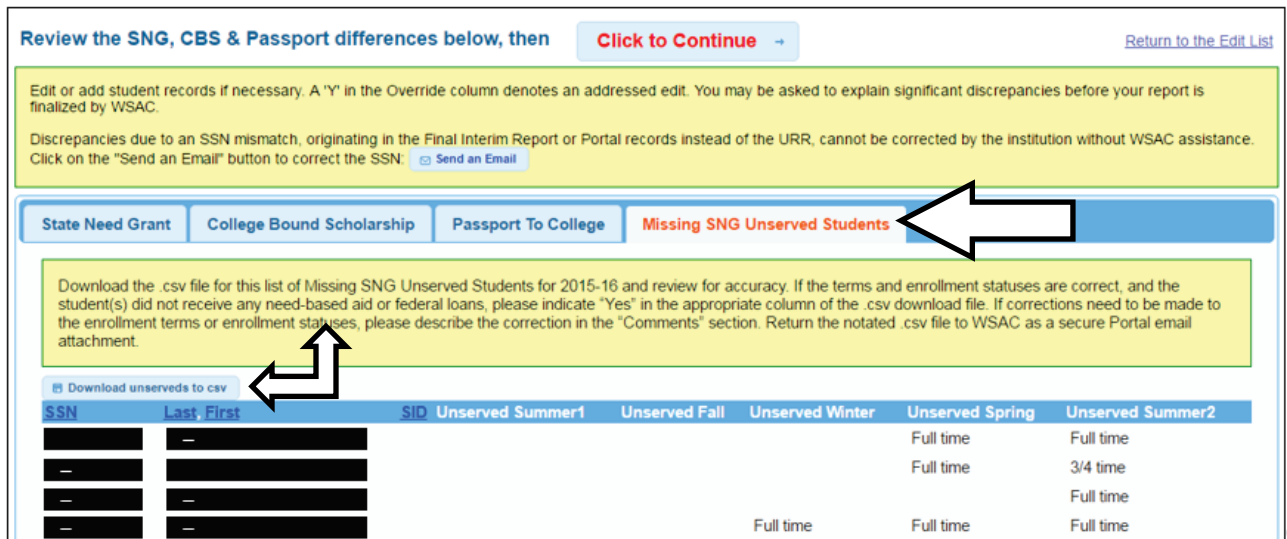 Review the SNG, CBS & Passport differences below, then Click to Continue → Return to the Edit List
Edit or add student records if necessary. A 'Y' in the Override column denotes an addressed edit. You may be asked to explain significant discrepancies before your report is
finalized by WSAC.
Discrepancies due to an SSN mismatch, originating in the Final Interim Report or Portal records instead of the URR, cannot be corrected by the institution without WSAC assistance.
Click on the "Send an Email" button to correct the SSN: Send an Email
State Need Grant College Bound Scholarship Passport To College Missing SNG Unserved Students
Download the .csv file for this list of Missing SNG Unserved Students for 2015-16 and review for accuracy. If the terms and enrollment statuses are correct, and the
student(s) did not receive any need-based aid or federal loans, please indicate “Yes” in the appropriate column of the .csv download file. If corrections need to be made to
the enrollment terms or enrollment statuses, please describe the correction in the “Comments” section. Return the notated .csv file to WSAC as a secure Portal email
attachment.
Download unserveds to csv
SSN Last, First SID Unserved Summer1 Unserved Fall Unserved Winter Unserved Spring Unserved Summer2
Full time Full time
Full time 3/4 time
Full time
Full time Full time Full time